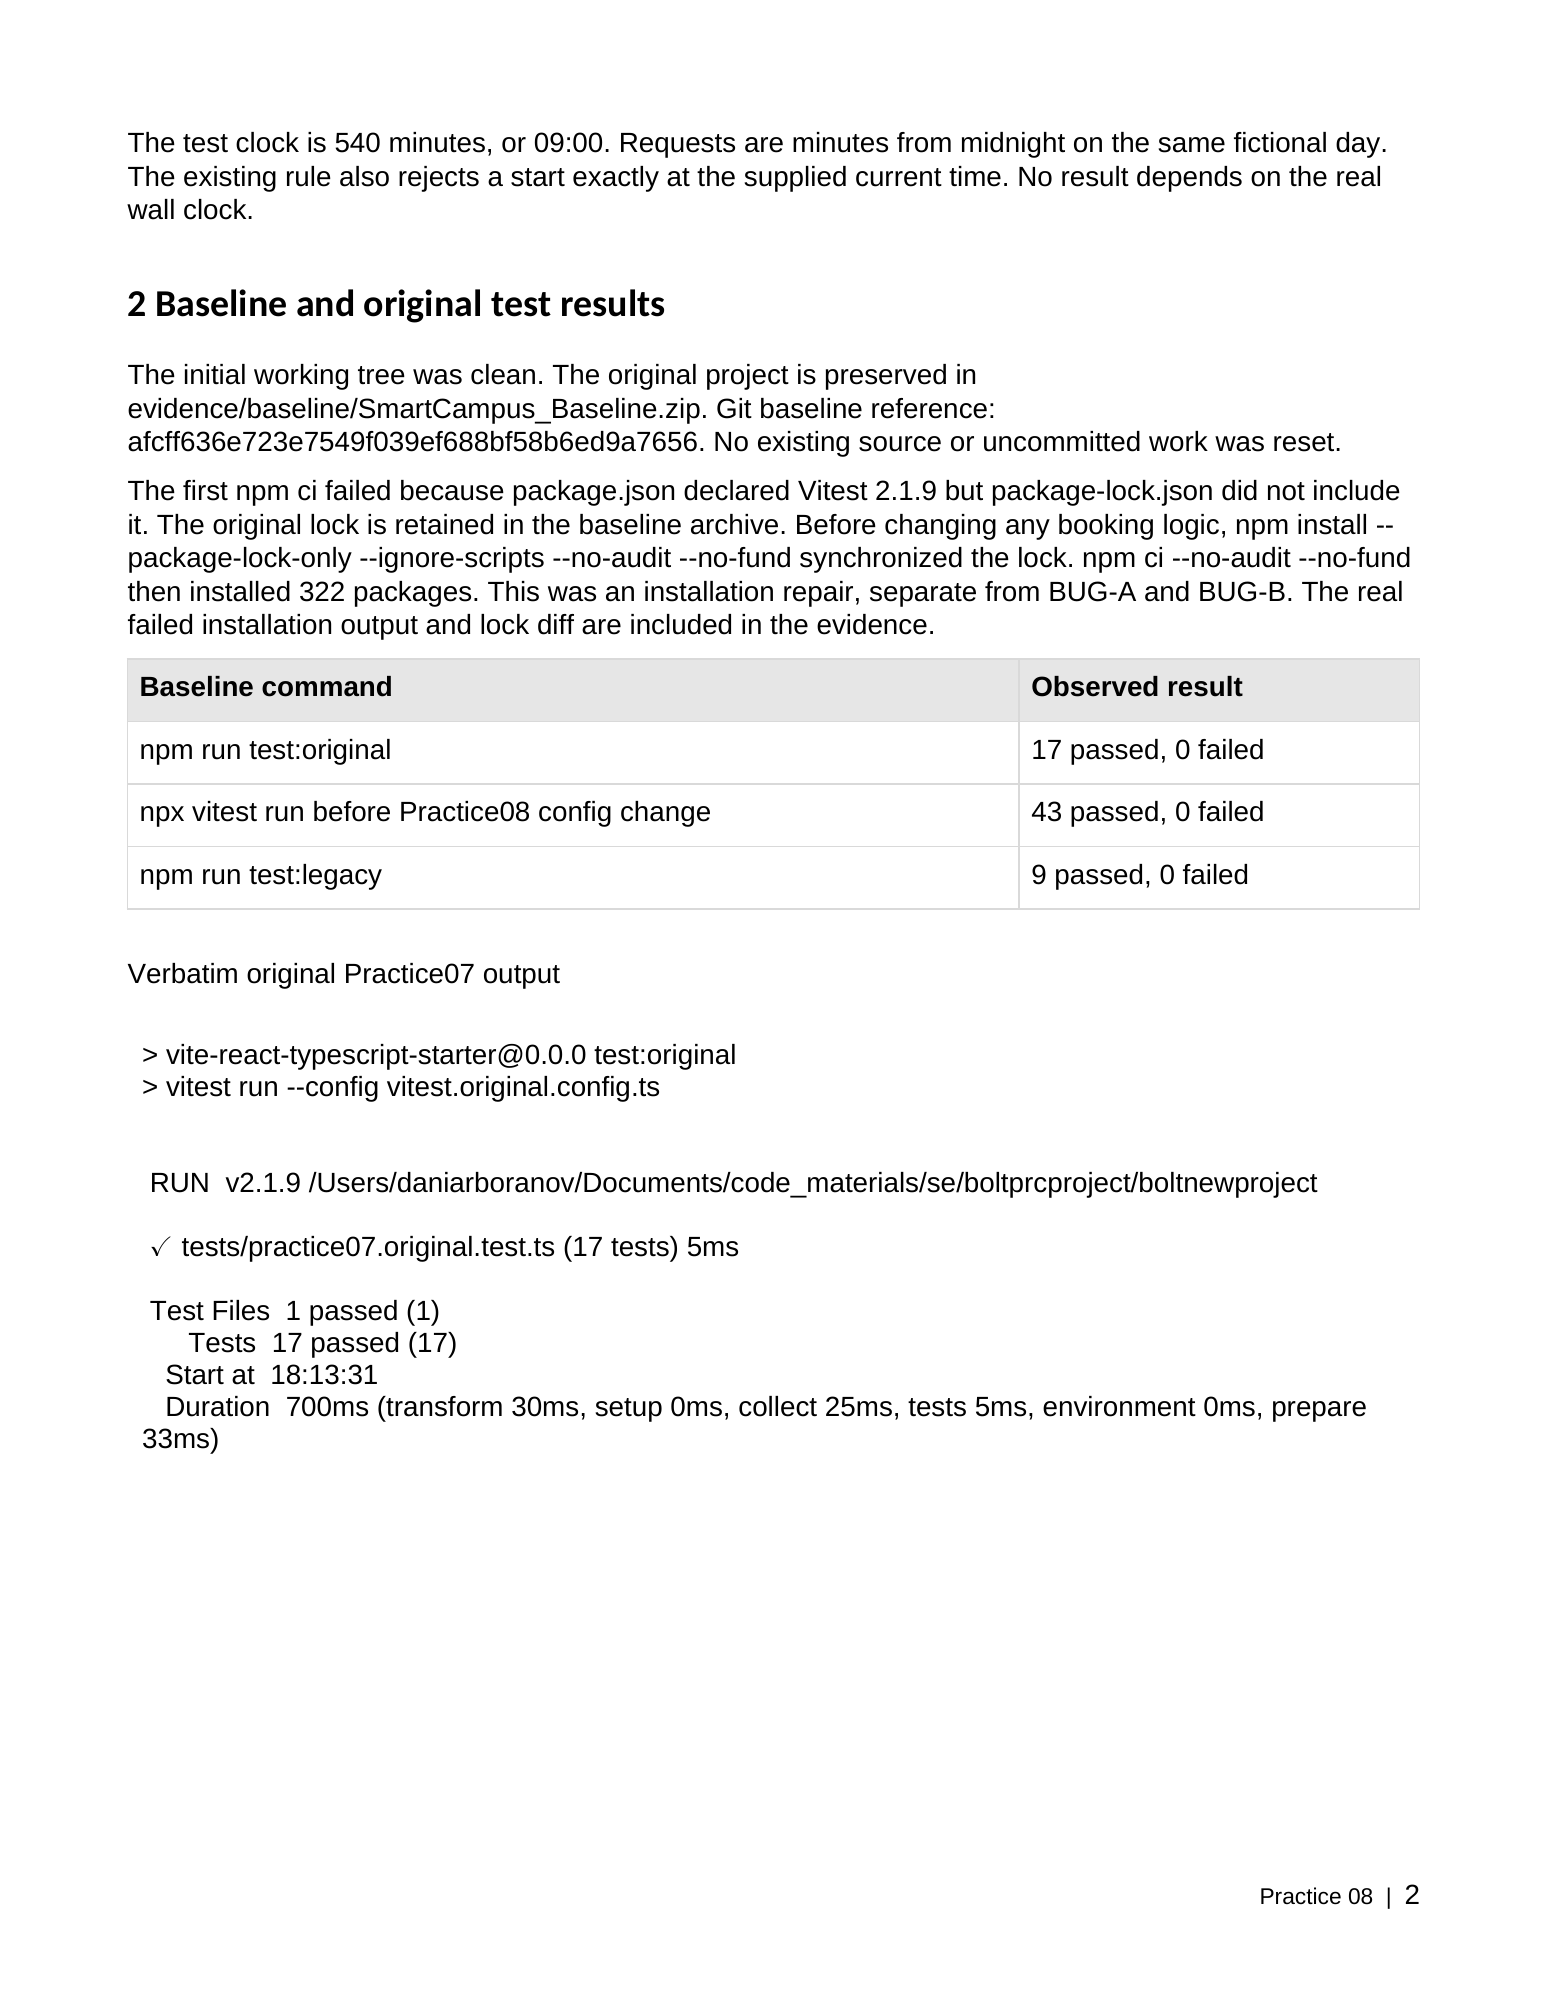 The test clock is 540 minutes, or 09:00. Requests are minutes from midnight on the same fictional day.
The existing rule also rejects a start exactly at the supplied current time. No result depends on the real
wall clock.
2 Baseline and original test results
The initial working tree was clean. The original project is preserved in
evidence/baseline/SmartCampus_Baseline.zip. Git baseline reference:
afcff636e723e7549f039ef688bf58b6ed9a7656. No existing source or uncommitted work was reset.
The first npm ci failed because package.json declared Vitest 2.1.9 but package-lock.json did not include
it. The original lock is retained in the baseline archive. Before changing any booking logic, npm install --
package-lock-only --ignore-scripts --no-audit --no-fund synchronized the lock. npm ci --no-audit --no-fund
then installed 322 packages. This was an installation repair, separate from BUG-A and BUG-B. The real
failed installation output and lock diff are included in the evidence.
Baseline command Observed result
npm run test:original 17 passed, 0 failed
npx vitest run before Practice08 config change 43 passed, 0 failed
npm run test:legacy 9 passed, 0 failed
Verbatim original Practice07 output
> vite-react-typescript-starter@0.0.0 test:original
> vitest run --config vitest.original.config.ts
RUN v2.1.9 /Users/daniarboranov/Documents/code_materials/se/boltprcproject/boltnewproject
✓ tests/practice07.original.test.ts (17 tests) 5ms
Test Files 1 passed (1)
Tests 17 passed (17)
Start at 18:13:31
Duration 700ms (transform 30ms, setup 0ms, collect 25ms, tests 5ms, environment 0ms, prepare
33ms)
Practice 08 | 2